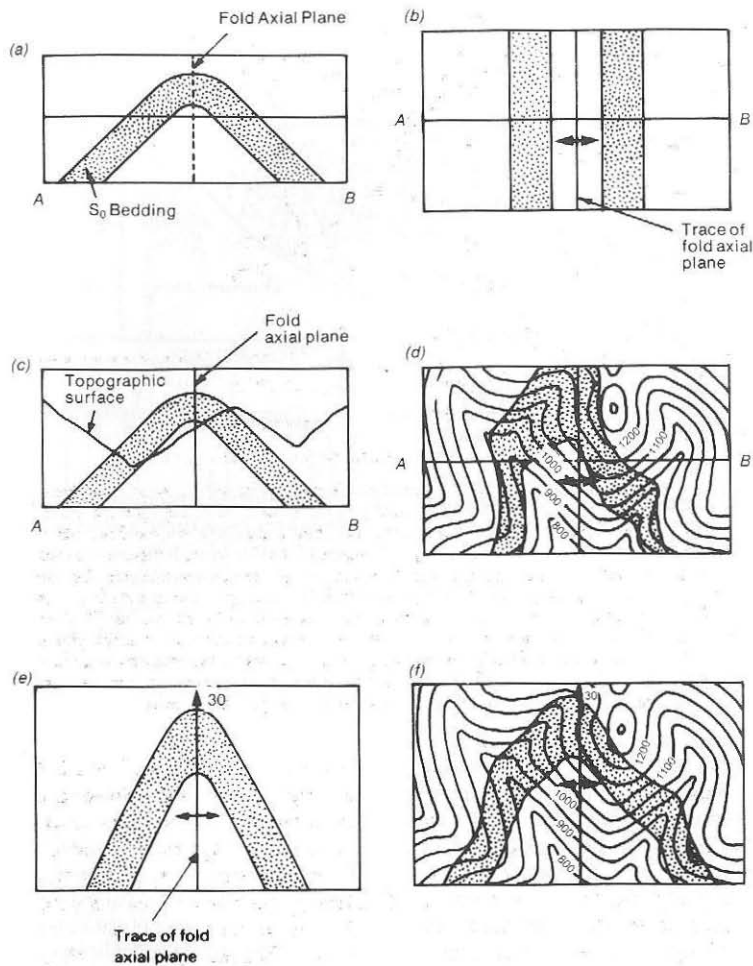 Fold Axial Plane
(a)
A
B
S₀ Bedding
(b)
A
B
Trace of
fold axial
plane
Fold
axial plane
(c)
Topographic
surface
A
B
(d)
A
B
1200
1100
1000
900
800
(e)
30
Trace of fold
axial plane
(f)
30
1200
1100
1000
900
800